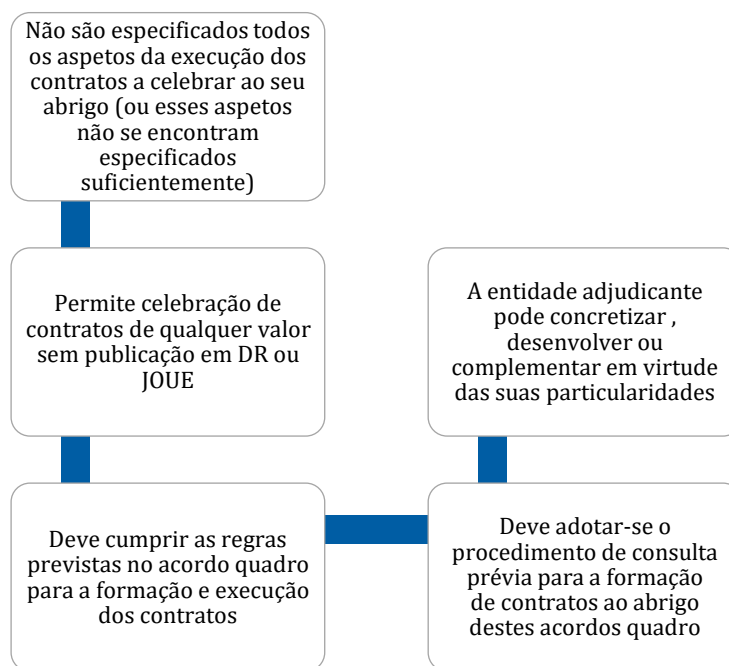 Não são especificados todos
os aspetos da execução dos
contratos a celebrar ao seu
abrigo (ou esses aspetos
não se encontram
especificados
suficientemente)
Permite celebração de
contratos de qualquer valor
sem publicação em DR ou
JOUE
Deve cumprir as regras
previstas no acordo quadro
para a formação e execução
dos contratos
Deve adotar-se o
procedimento de consulta
prévia para a formação
de contratos ao abrigo
destes acordos quadro
A entidade adjudicante
pode concretizar ,
desenvolver ou
complementar em virtude
das suas particularidades